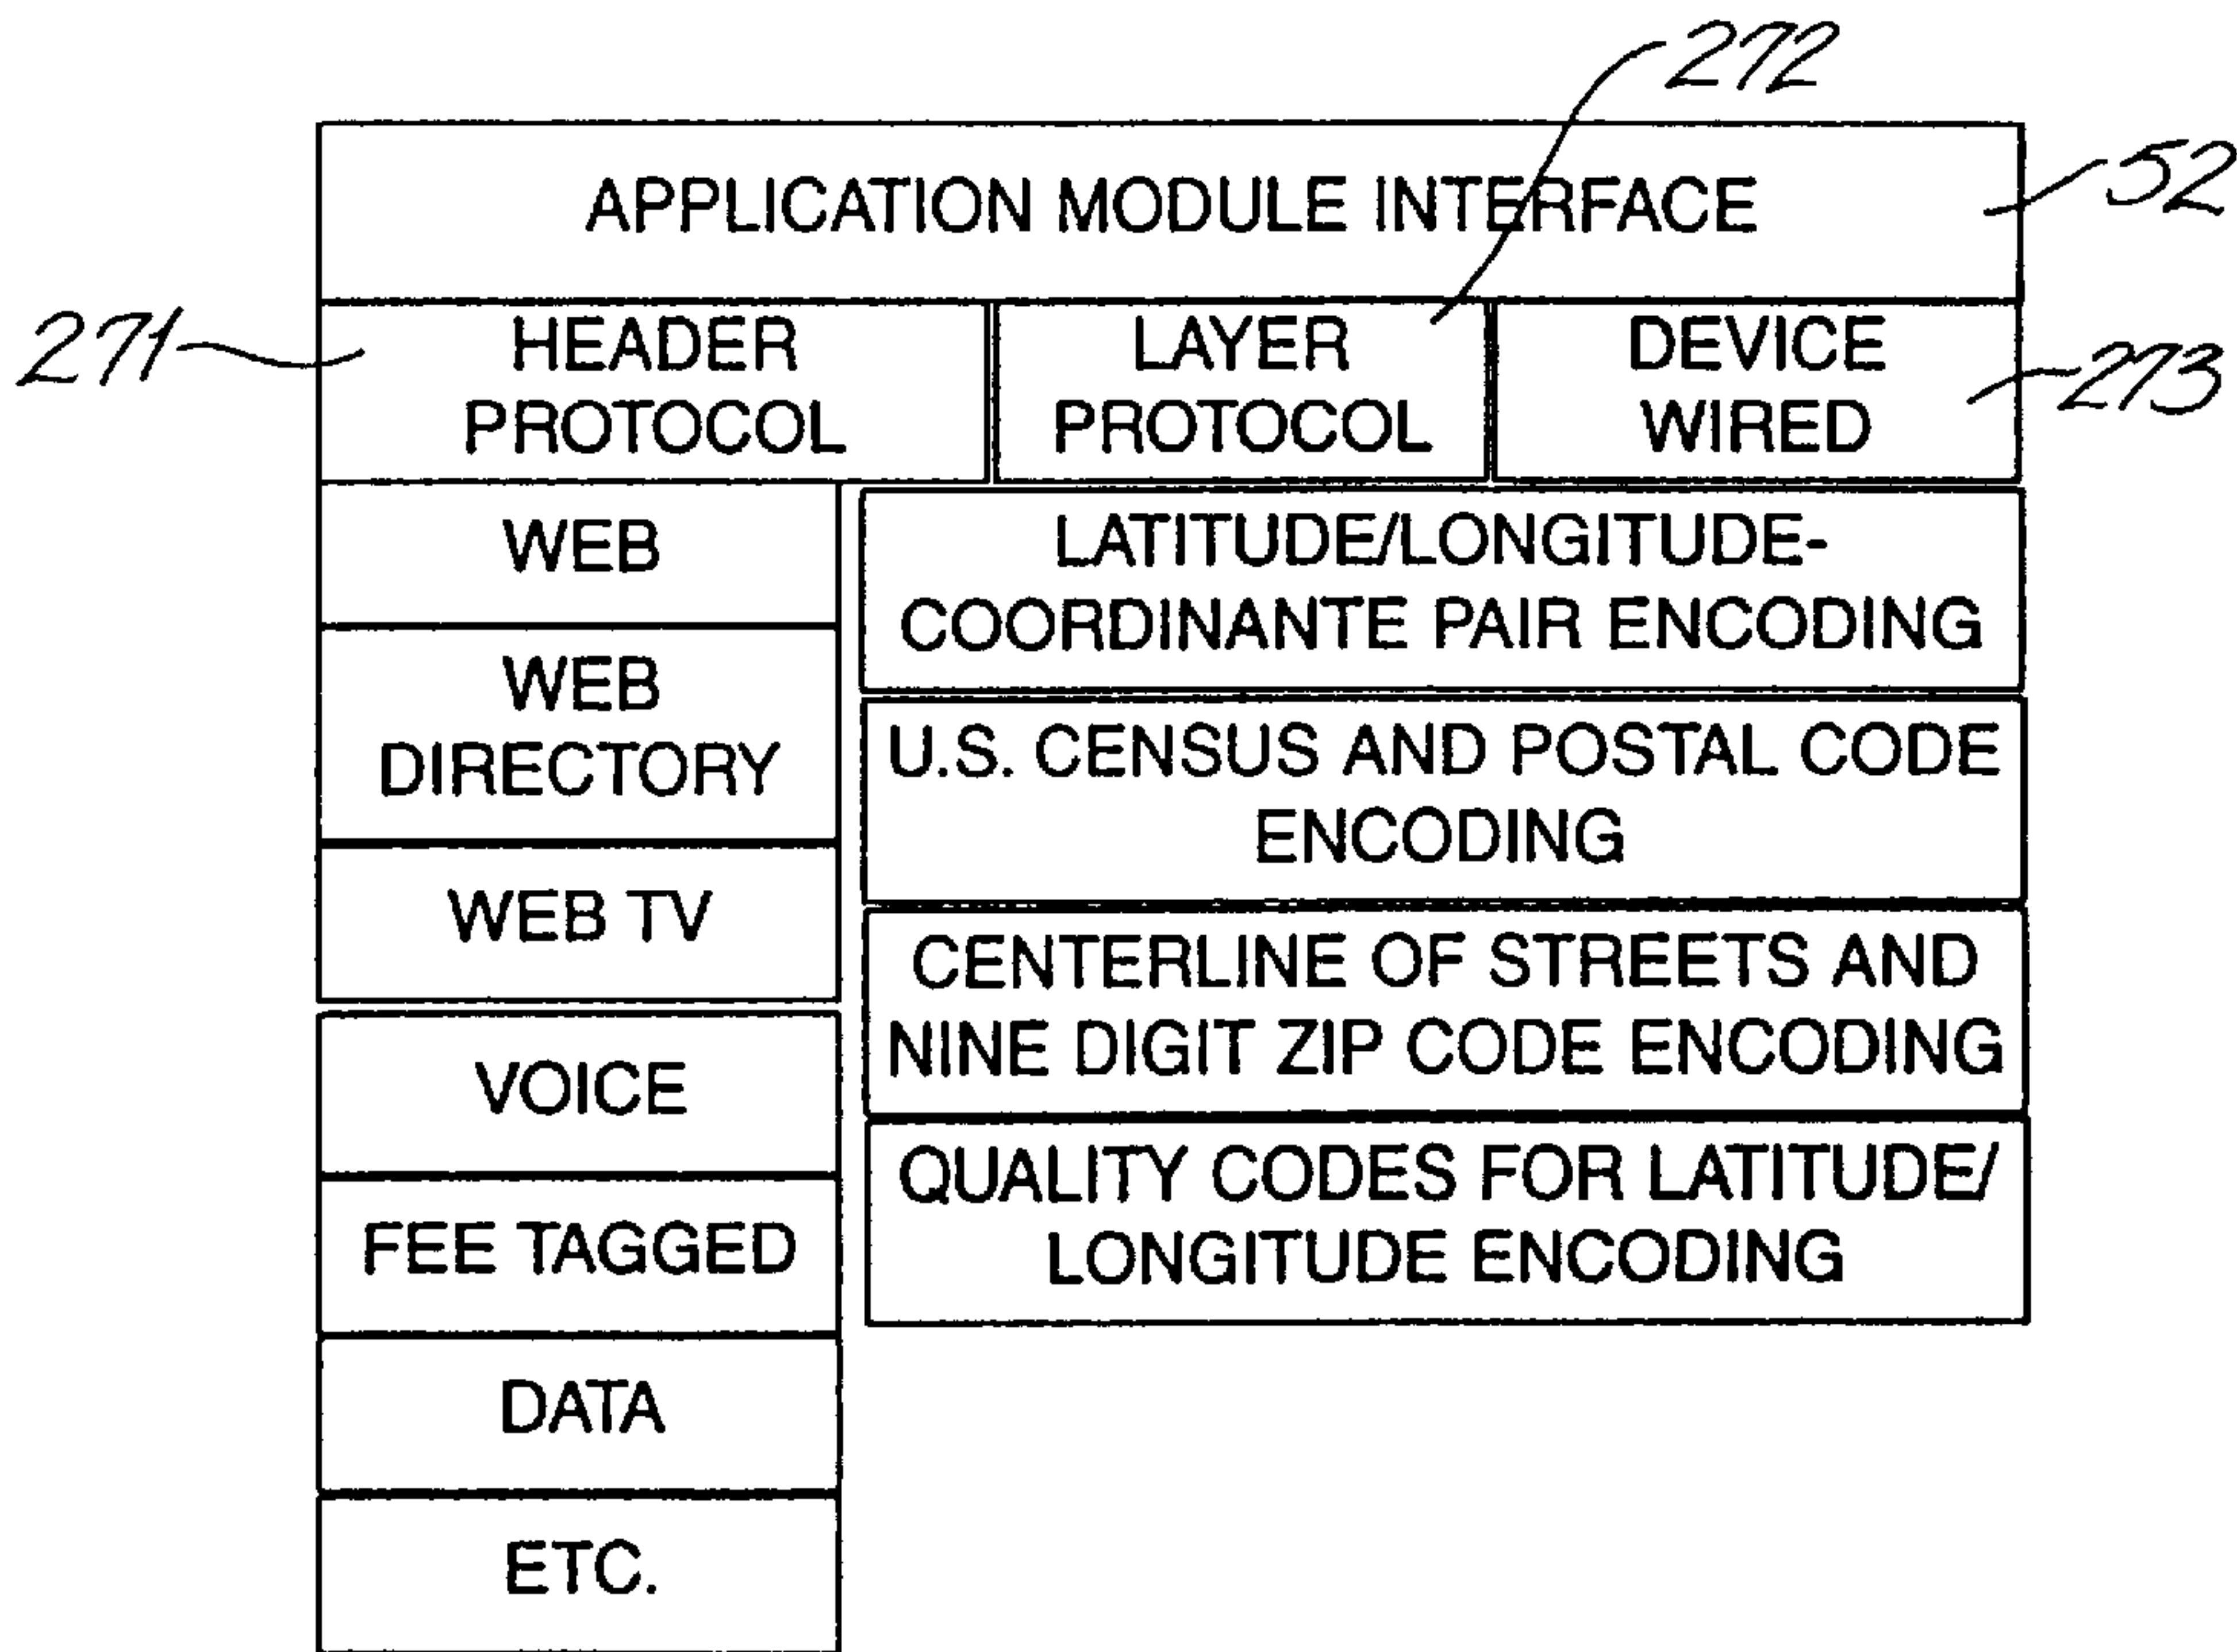 272
APPLICATION MODULE INTERFACE
52
271
HEADER
PROTOCOL
LAYER
PROTOCOL
DEVICE
WIRED
273
WEB
WEB
DIRECTORY
WEB TV
VOICE
FEE TAGGED
DATA
ETC.
LATITUDE/LONGITUDE-
COORDINANTE PAIR ENCODING
U.S. CENSUS AND POSTAL CODE
ENCODING
CENTERLINE OF STREETS AND
NINE DIGIT ZIP CODE ENCODING
QUALITY CODES FOR LATITUDE/
LONGITUDE ENCODING